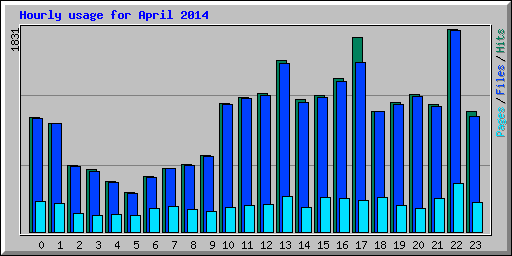 Hourly usage for April 2014
1831
Pages/Files/Hits
0 1 2 3 4 5 6 7 8 9 10 11 12 13 14 15 16 17 18 19 20 21 22 23